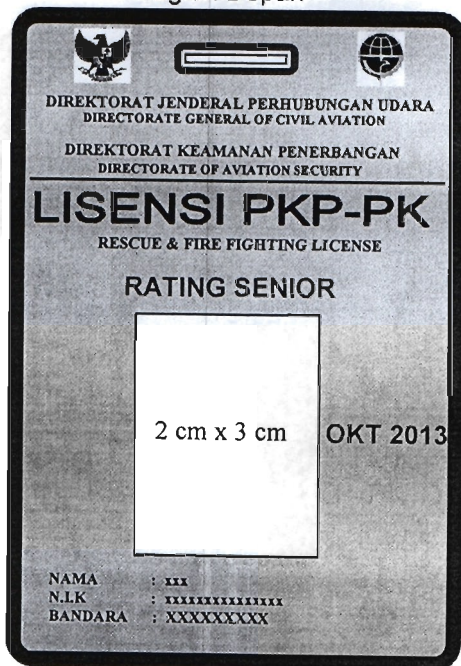 DIREKTORAT JENDERAL PERHUBUNGAN UDARA
DIRECTORATE GENERAL OF CIVIL AVIATION
DIREKTORAT KEAMANAN PENERBANGAN
DIRECTORATE OF AVIATION SECURITY
LISENSI PKP-PK
RESCUE & FIRE FIGHTING LICENSE
RATING SENIOR
2 cm x 3 cm
OKT 2013
NAMA : xxx
N.I.K : xxxxxxxxxxxxxxx
BANDARA : XXXXXXXXX